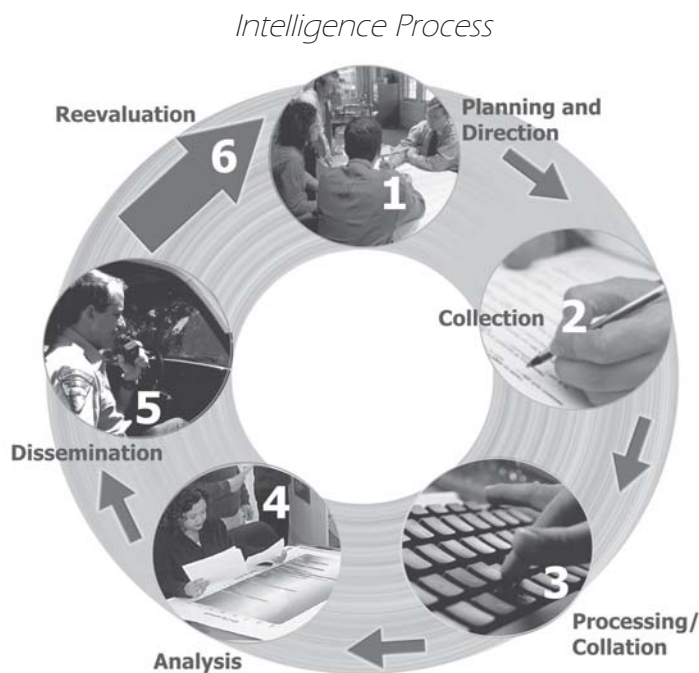 Intelligence Process
Planning and
Direction
1
Collection
2
Processing/
Collation
3
Analysis
4
Dissemination
5
Reevaluation
6